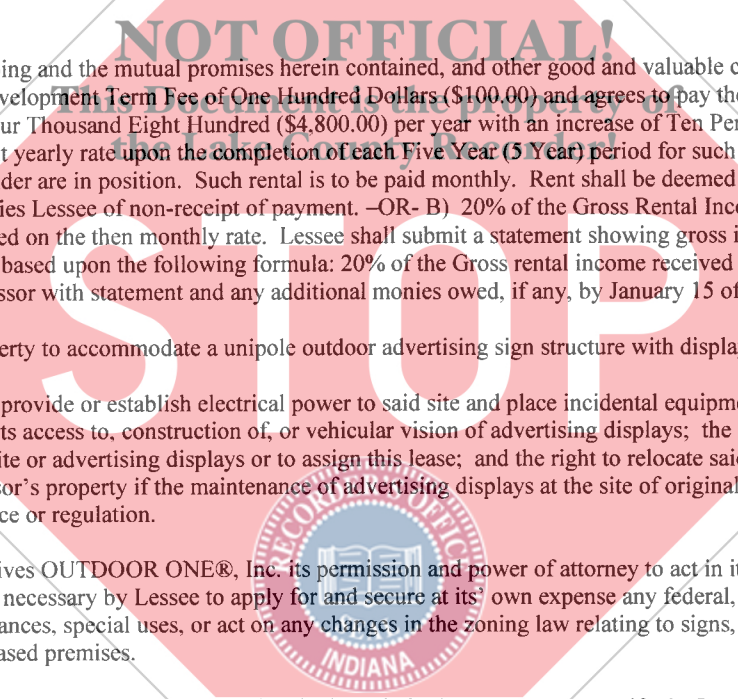 NOT OFFICIAL!
ing and the mutual promises herein contained, and other good and valuable c
velopment Term Fee of One Hundred Dollars ($100.00) and agrees to pay the
This Document is the property of
ur Thousand Eight Hundred ($4,800.00) per year with an increase of Ten Per
t yearly rate upon the completion of each Five Year (5 Year) period for such
the Lake County Recorder!
der are in position. Such rental is to be paid monthly. Rent shall be deemed
ies Lessee of non-receipt of payment. –OR- B) 20% of the Gross Rental Inco
ed on the then monthly rate. Lessee shall submit a statement showing gross i
based upon the following formula: 20% of the Gross rental income received
ssor with statement and any additional monies owed, if any, by January 15 of
STOP
erty to accommodate a unipole outdoor advertising sign structure with displa
provide or establish electrical power to said site and place incidental equipme
ts access to, construction of, or vehicular vision of advertising displays; the
ite or advertising displays or to assign this lease; and the right to relocate said
sor's property if the maintenance of advertising displays at the site of original
ce or regulation.
RECORDER'S OFFICE
ives OUTDOOR ONE®, Inc. its permission and power of attorney to act in it
necessary by Lessee to apply for and secure at its' own expense any federal,
ances, special uses, or act on any changes in the zoning law relating to signs,
ased premises.
INDIANA